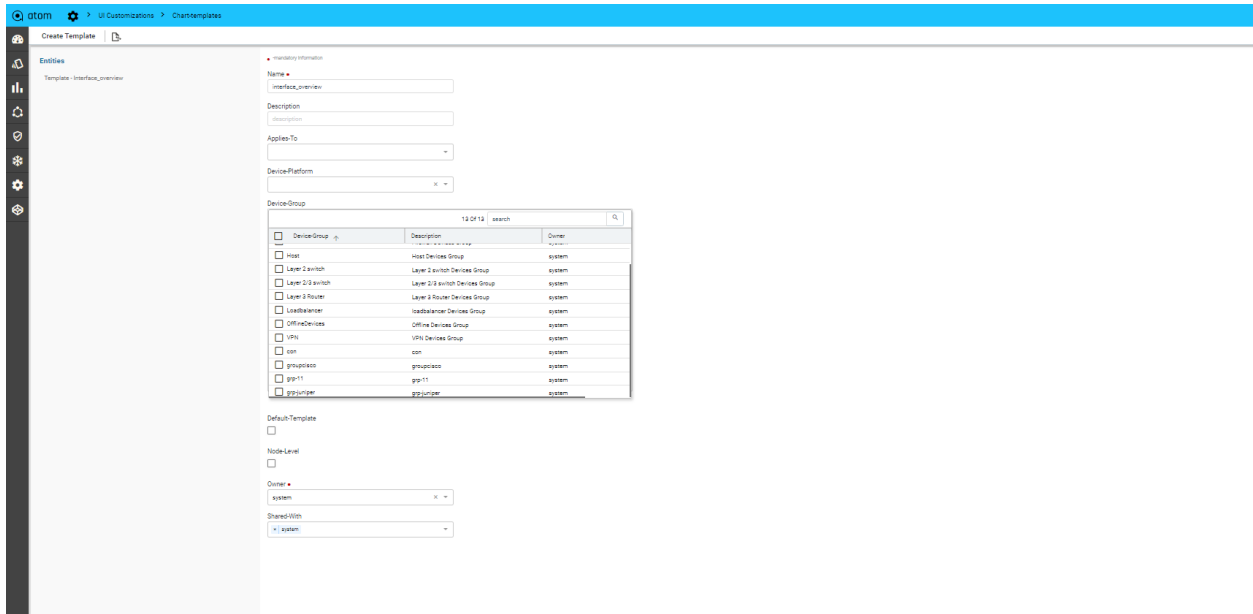 atom > UI Customizations > Chart-templates
Create Template
Entities
Template - Interface_overview
-mandatory information
Name
interface_overview
Description
description
Applies-To
Device-Platform
×
Device-Group
13 Of 13 search
Device-Group Description Owner
Host Host Devices Group system
Layer 2 switch Layer 2 switch Devices Group system
Layer 2/3 switch Layer 2/3 switch Devices Group system
Layer 3 Router Layer 3 Router Devices Group system
Loadbalancer loadbalancer Devices Group system
OfflineDevices Offline Devices Group system
VPN VPN Devices Group system
con con system
groupcisco groupcisco system
grp-11 grp-11 system
grp-juniper grp-juniper system
Default-Template
Node-Level
Owner
system ×
Shared-With
× system